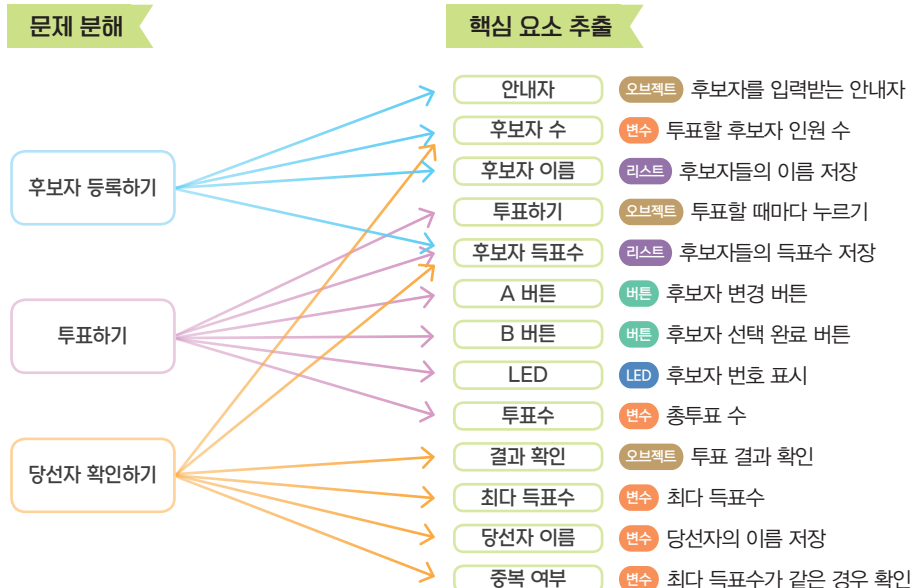 문제 분해
핵심 요소 추출
후보자 등록하기
투표하기
당선자 확인하기
안내자 오브젝트 후보자를 입력받는 안내자
후보자 수 변수 투표할 후보자 인원 수
후보자 이름 리스트 후보자들의 이름 저장
투표하기 오브젝트 투표할 때마다 누르기
후보자 득표수 리스트 후보자들의 득표수 저장
A 버튼 버튼 후보자 변경 버튼
B 버튼 버튼 후보자 선택 완료 버튼
LED LED 후보자 번호 표시
투표수 변수 총투표 수
결과 확인 오브젝트 투표 결과 확인
최다 득표수 변수 최다 득표수
당선자 이름 변수 당선자의 이름 저장
중복 여부 변수 최다 득표수가 같은 경우 확인